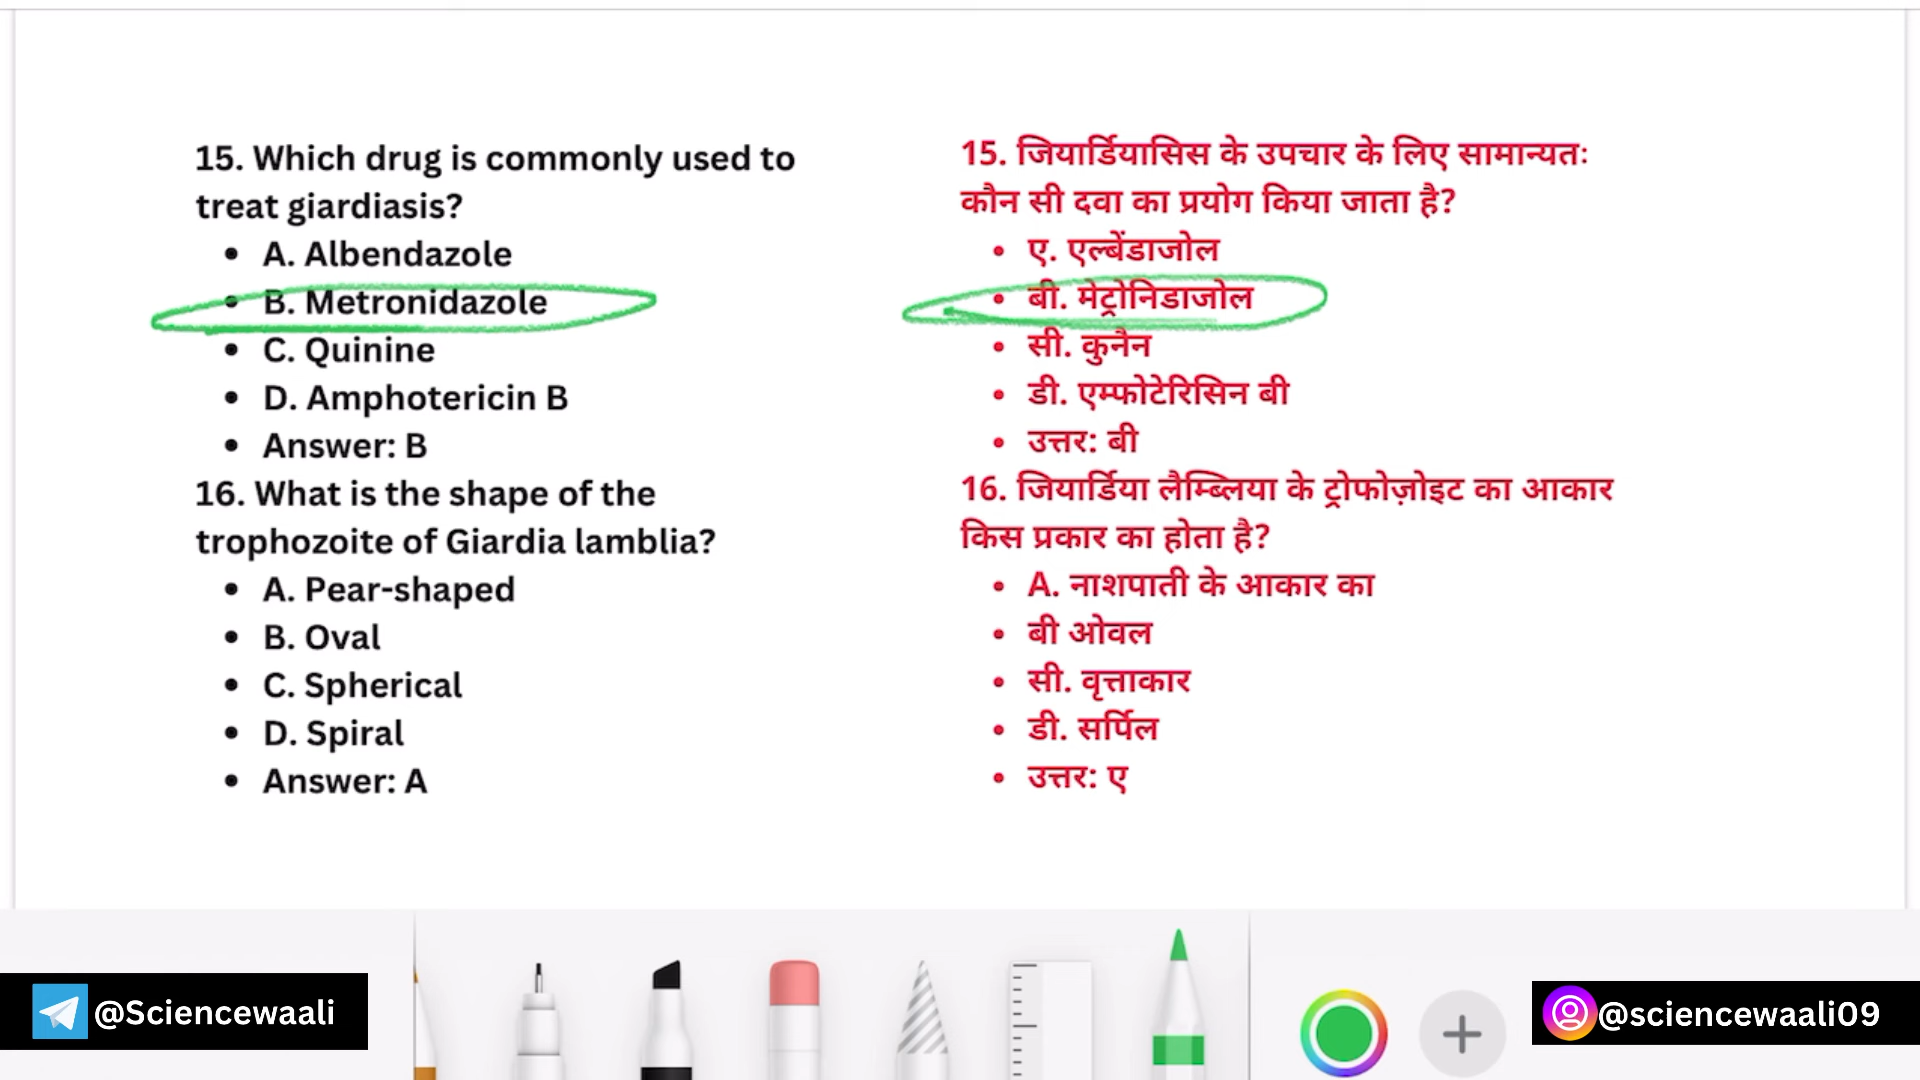 15. Which drug is commonly used to
treat giardiasis?
• A. Albendazole
• B. Metronidazole
• C. Quinine
• D. Amphotericin B
• Answer: B
16. What is the shape of the
trophozoite of Giardia lamblia?
• A. Pear-shaped
• B. Oval
• C. Spherical
• D. Spiral
• Answer: A
15. जियार्डियासिस के उपचार के लिए सामान्यतः
कौन सी दवा का प्रयोग किया जाता है?
• ए. एल्बेंडाजोल
• बी. मेट्रोनिडाजोल
• सी. कुनैन
• डी. एम्फोटेरिसिन बी
• उत्तर: बी
16. जियार्डिया लैम्ब्लिया के ट्रोफोज़ोइट का आकार
किस प्रकार का होता है?
• A. नाशपाती के आकार का
• बी ओवल
• सी. वृत्ताकार
• डी. सर्पिल
• उत्तर: ए
@Sciencewaali
@sciencewaali09